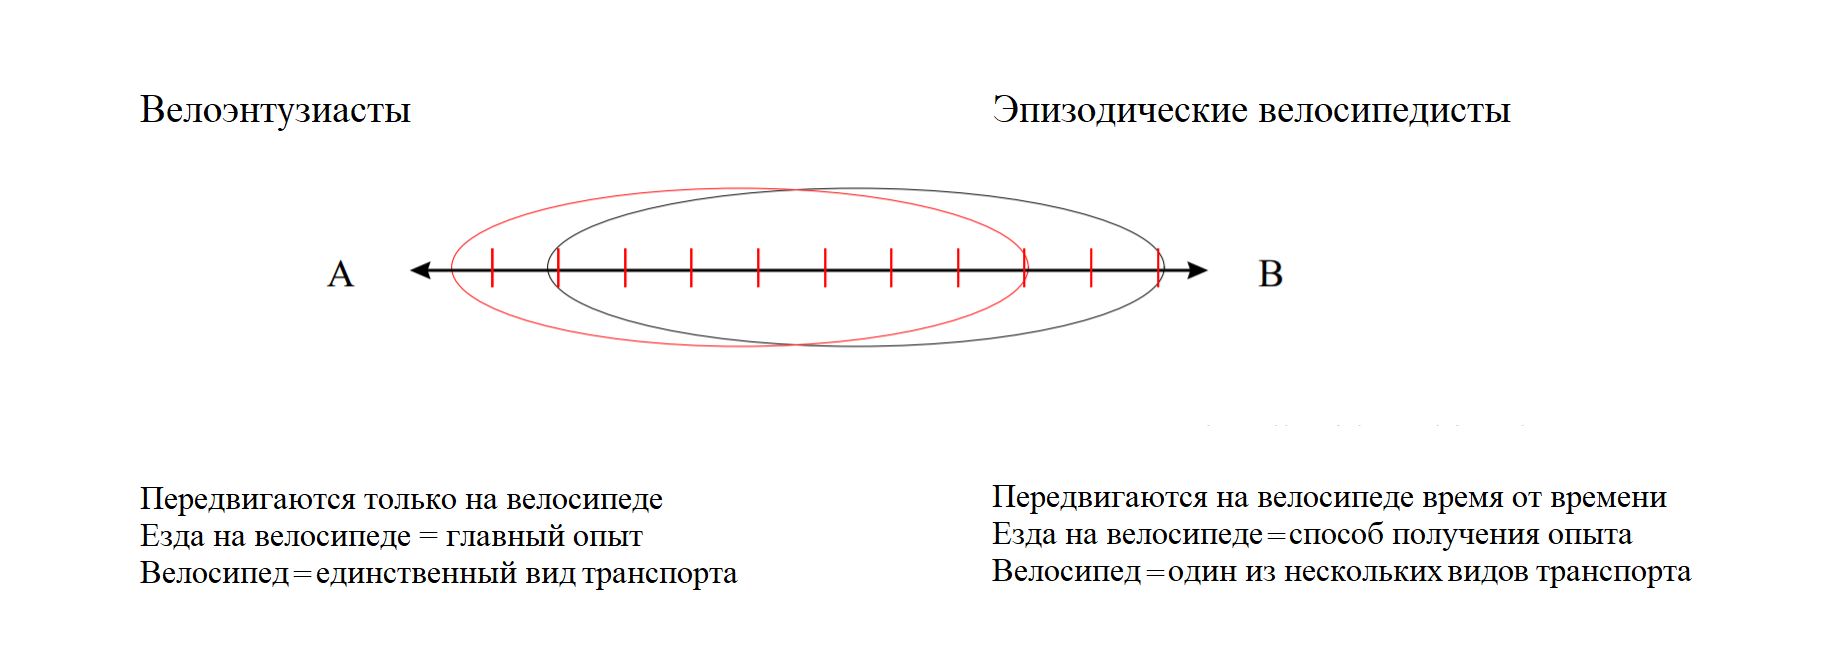 Велоэнтузиасты
Эпизодические велосипедисты
A
B
Передвигаются только на велосипеде
Езда на велосипеде = главный опыт
Велосипед = единственный вид транспорта
Передвигаются на велосипеде время от времени
Езда на велосипеде = способ получения опыта
Велосипед = один из нескольких видов транспорта